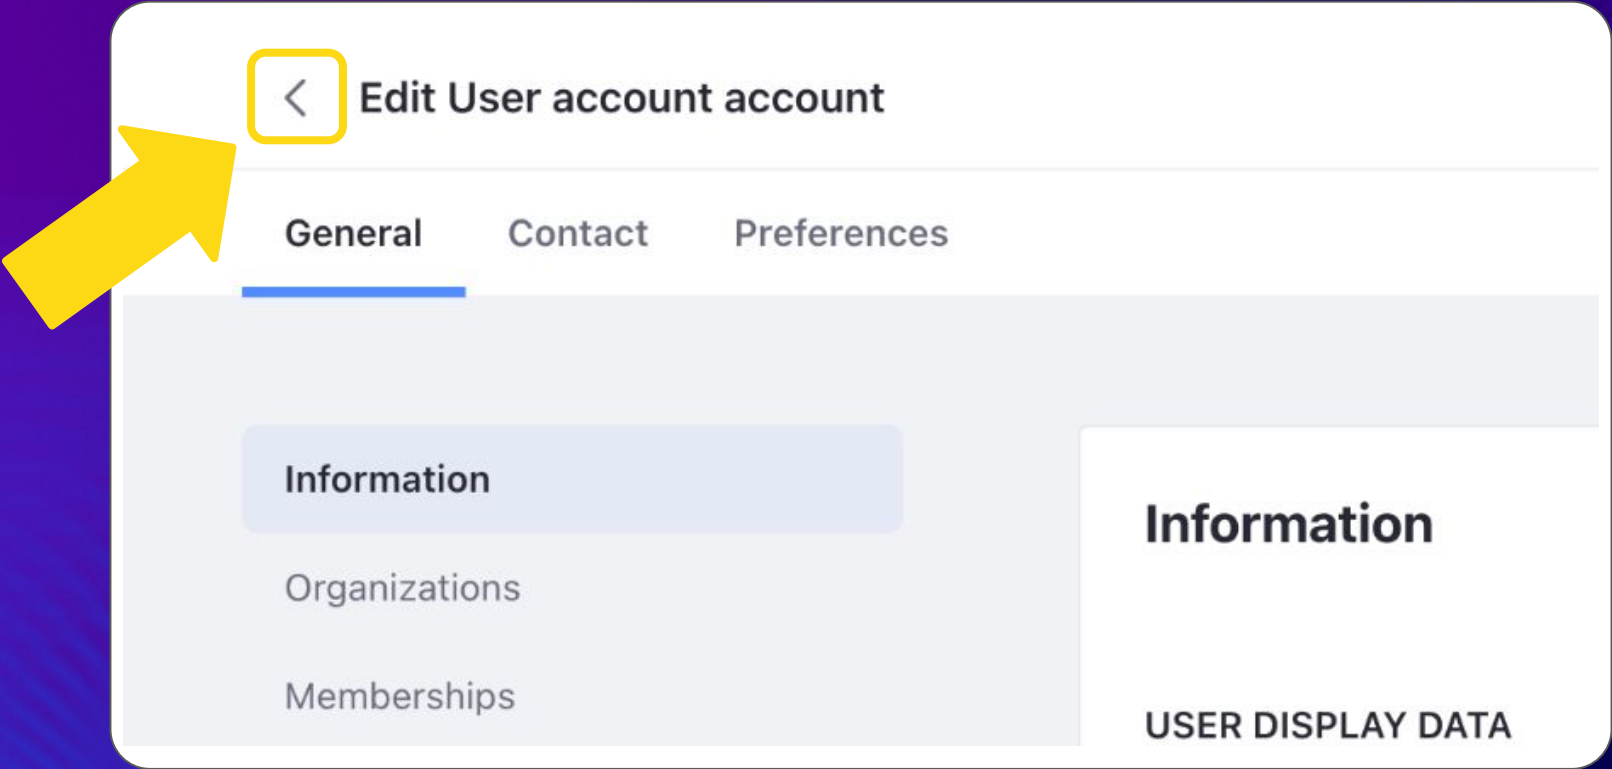 Edit User account account
General Contact Preferences
Information
Organizations
Memberships
Information
USER DISPLAY DATA